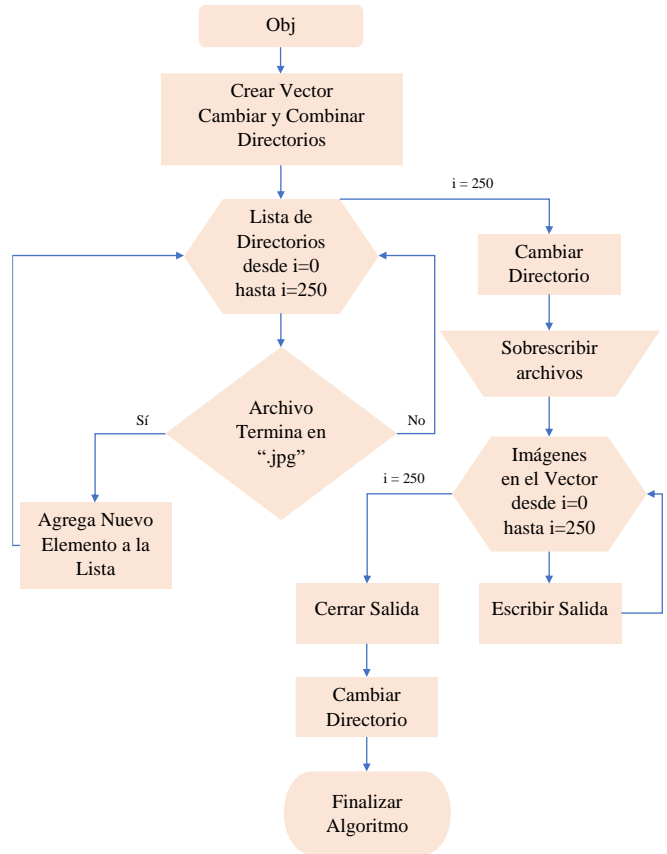 Obj
Crear Vector
Cambiar y Combinar
Directorios
i = 250
Lista de
Directorios
desde i=0
hasta i=250
Cambiar
Directorio
Sobrescribir
archivos
Archivo
Termina en
“.jpg”
Sí
No
Imágenes
en el Vector
desde i=0
hasta i=250
i = 250
Agrega Nuevo
Elemento a la
Lista
Cerrar Salida
Escribir Salida
Cambiar
Directorio
Finalizar
Algoritmo